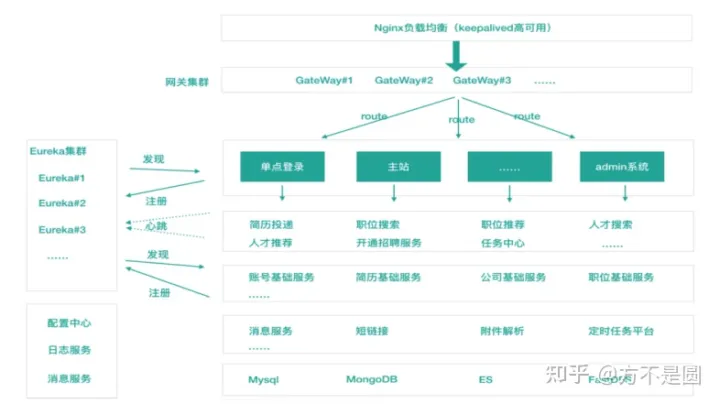 Nginx负载均衡（keepalived高可用）
网关集群
GateWay#1 GateWay#2 GateWay#3 ......
route route route
Eureka集群
Eureka#1
Eureka#2
Eureka#3
......
发现
注册
心跳
发现
注册
单点登录 主站 ...... admin系统
简历投递 职位搜索 职位推荐 人才搜索
人才推荐 开通招聘服务 任务中心 ......
账号基础服务 简历基础服务 公司基础服务 职位基础服务
......
消息服务 短链接 附件解析 定时任务平台
......
Mysql MongoDB ES
配置中心
日志服务
消息服务
知乎 @方不是圆